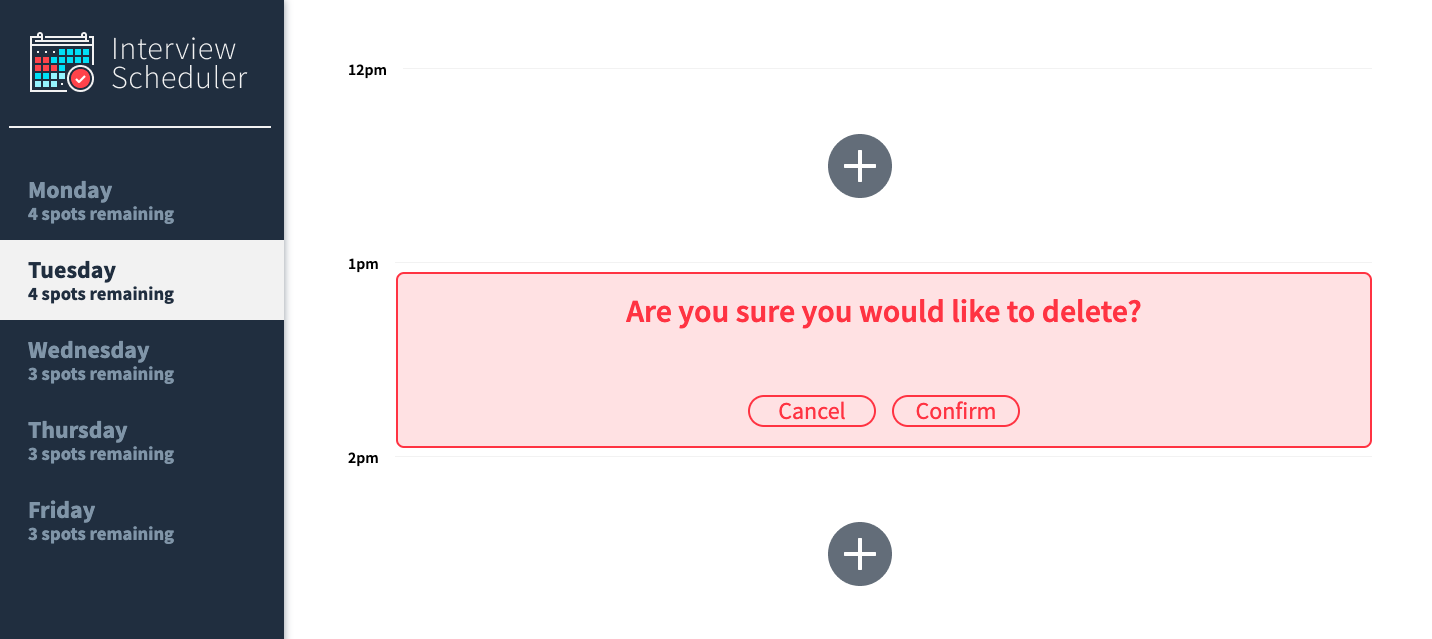 Interview
Scheduler
Monday
4 spots remaining
Tuesday
4 spots remaining
Wednesday
3 spots remaining
Thursday
3 spots remaining
Friday
3 spots remaining
12pm
1pm
Are you sure you would like to delete?
Cancel Confirm
2pm